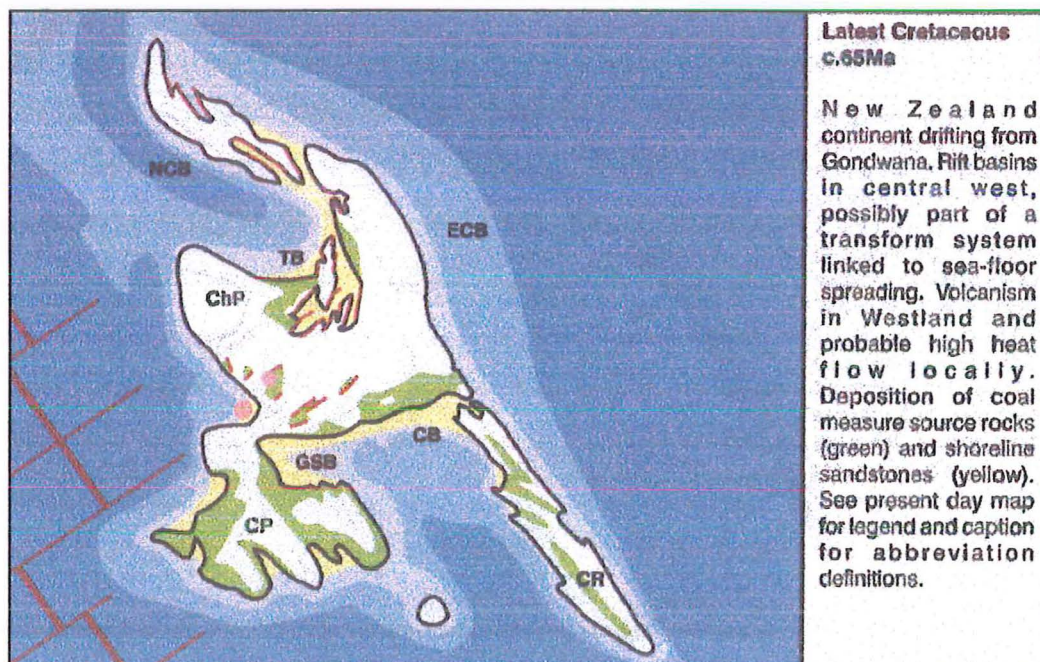 Latest Cretaceous
c.65Ma
New Zealand
continent drifting from
Gondwana. Rift basins
in central west,
possibly part of a
transform system
linked to sea-floor
spreading. Volcanism
in Westland and
probable high heat
flow locally.
Deposition of coal
measure source rocks
(green) and shoreline
sandstones (yellow).
See present day map
for legend and caption
for abbreviation
definitions.
NCB
ECB
TB
ChP
CB
GSB
CP
CR